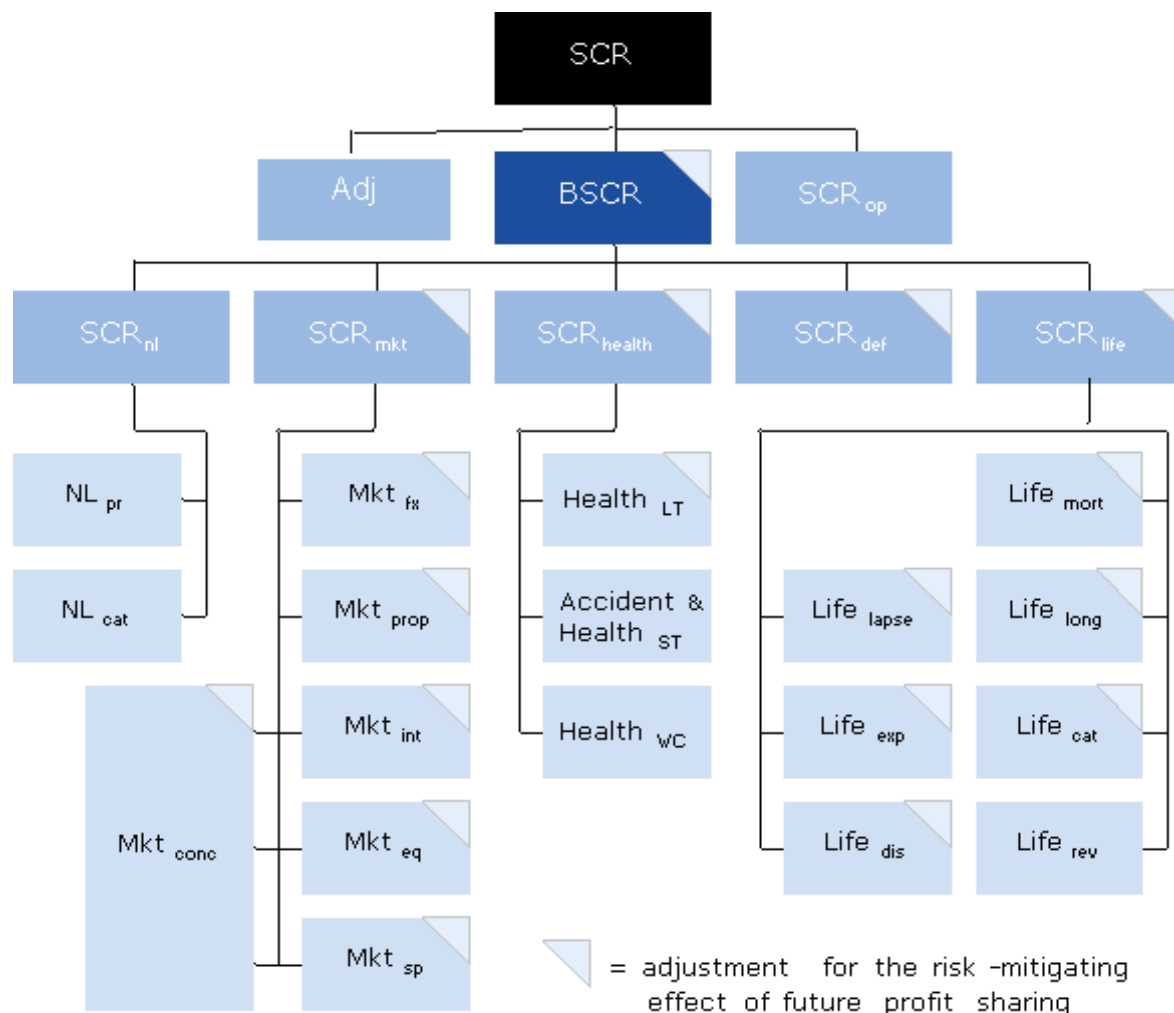 SCR
Adj
BSCR
SCR op
SCR nl
SCR mkt
SCR health
SCR def
SCR life
NL pr
Mkt fx
Health LT
Life mort
NL cat
Mkt prop
Accident &
Health ST
Life lapse
Life long
Mkt conc
Mkt int
Health WC
Life exp
Life cat
Mkt eq
Life dis
Life rev
Mkt sp
= adjustment for the risk -mitigating
effect of future profit sharing